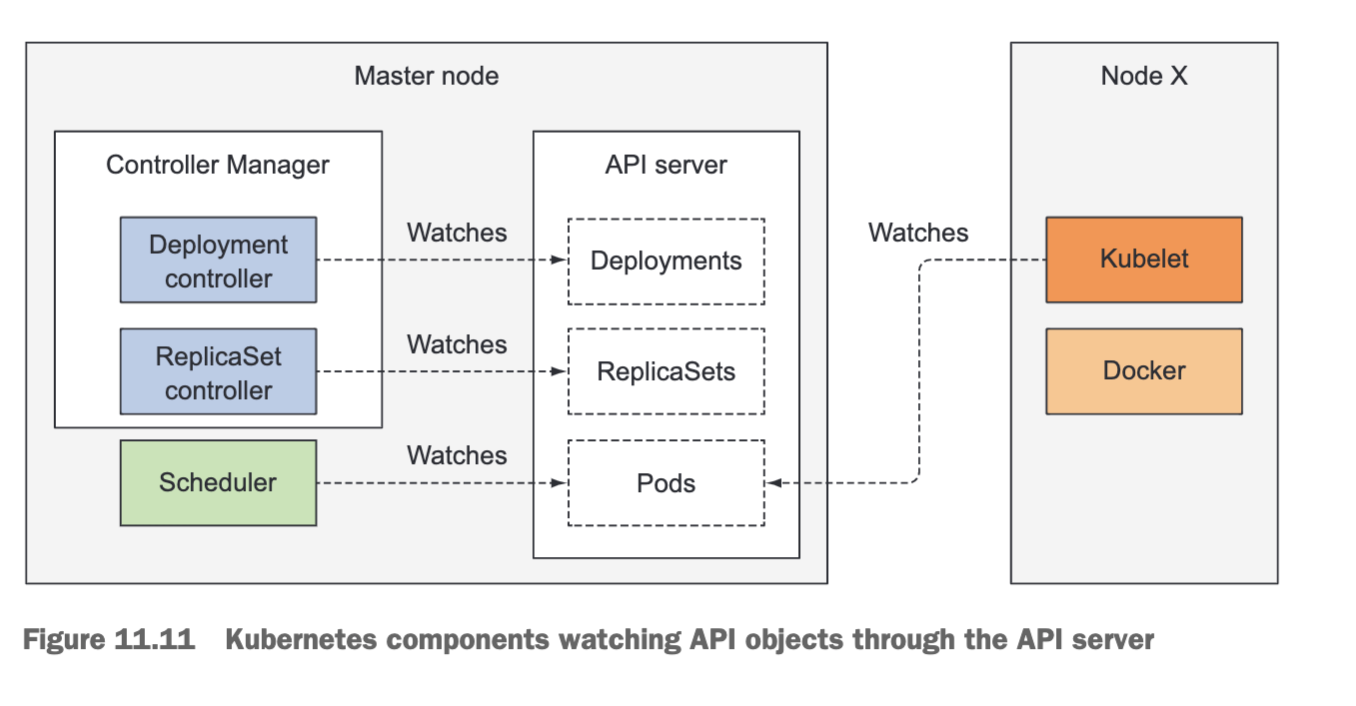 Master node
Controller Manager
Deployment
controller
ReplicaSet
controller
Scheduler
Watches
Watches
Watches
API server
Deployments
ReplicaSets
Pods
Watches
Node X
Kubelet
Docker
Figure 11.11 Kubernetes components watching API objects through the API server